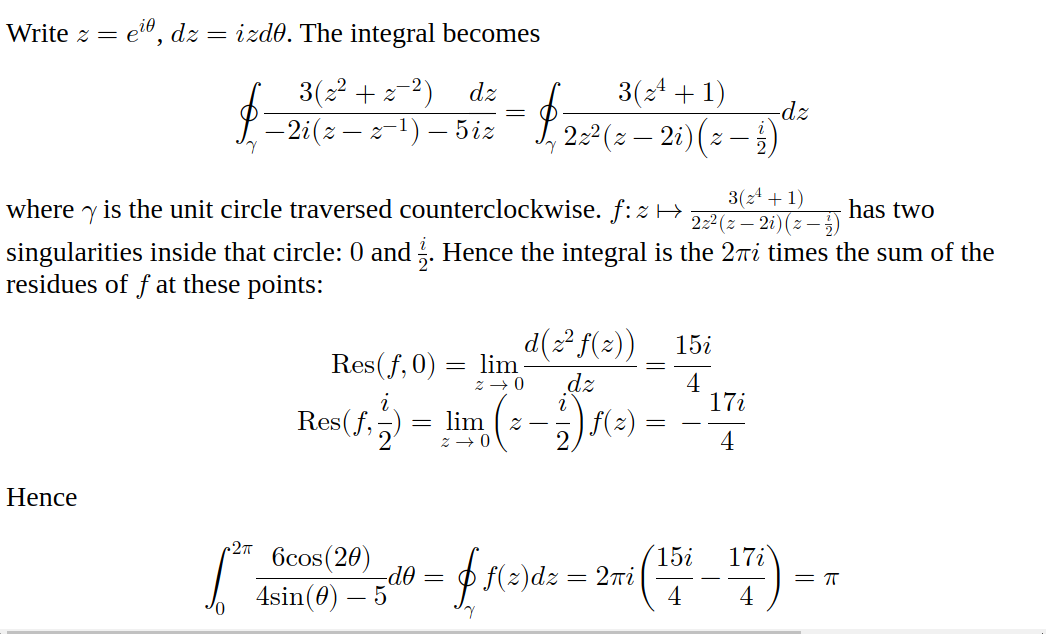 Write $z = e^{i\theta}$, $dz = izd\theta$. The integral becomes
$$\oint_\gamma \frac{3(z^2 + z^{-2})}{-2i(z - z^{-1}) - 5}\frac{dz}{iz} = \oint_\gamma \frac{3(z^4 + 1)}{2z^2(z - 2i)\left(z - \frac{i}{2}\right)}dz$$
where $\gamma$ is the unit circle traversed counterclockwise. $f: z \mapsto \frac{3(z^4 + 1)}{2z^2(z - 2i)\left(z - \frac{i}{2}\right)}$ has two
singularities inside that circle: 0 and $\frac{i}{2}$. Hence the integral is the $2\pi i$ times the sum of the
residues of $f$ at these points:
$$\text{Res}(f, 0) = \lim_{z \to 0} \frac{d(z^2 f(z))}{dz} = \frac{15i}{4}$$
$$\text{Res}(f, \frac{i}{2}) = \lim_{z \to 0} \left(z - \frac{i}{2}\right) f(z) = -\frac{17i}{4}$$
Hence
$$\int_0^{2\pi} \frac{6\cos(2\theta)}{4\sin(\theta) - 5}d\theta = \oint_\gamma f(z)dz = 2\pi i\left(\frac{15i}{4} - \frac{17i}{4}\right) = \pi$$